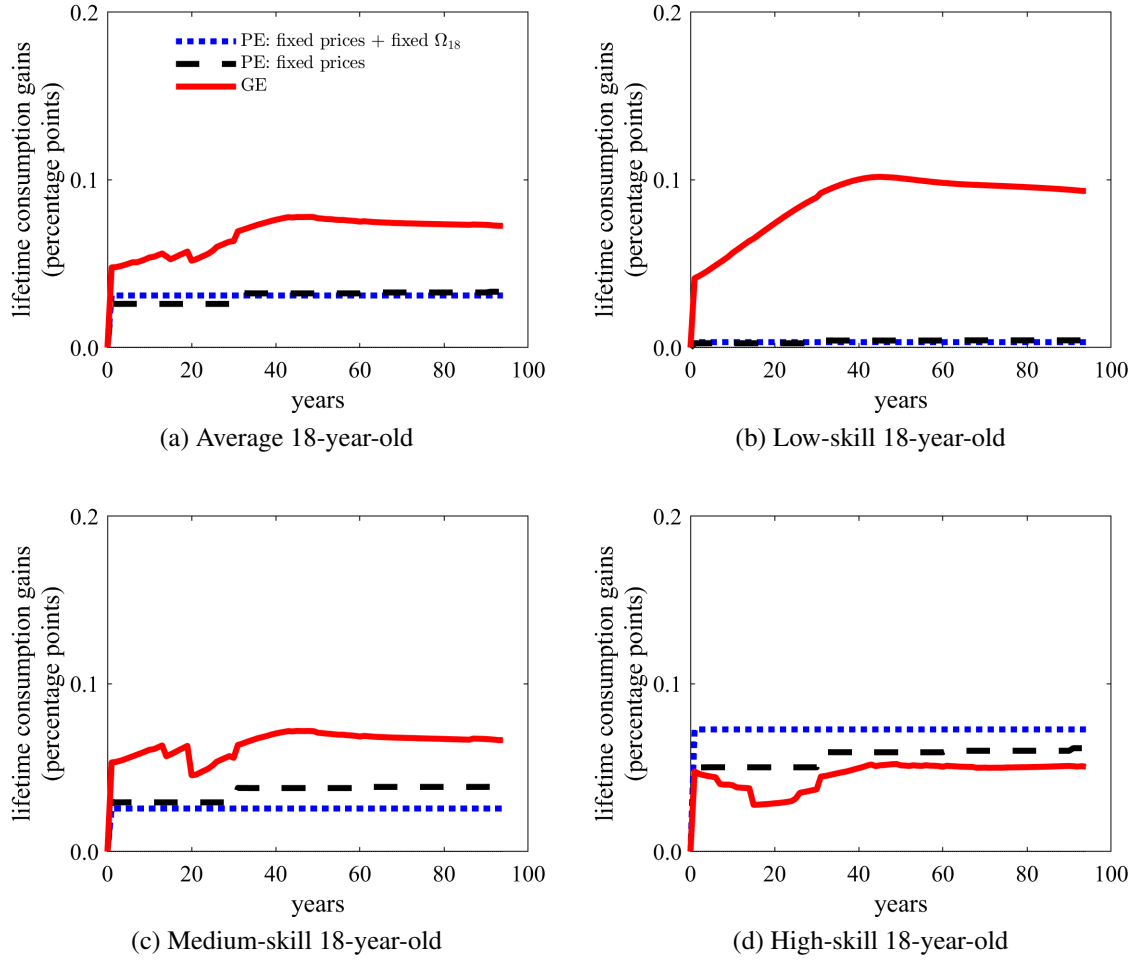 0.2
PE: fixed prices + fixed Ω18
PE: fixed prices
GE
0.1
0.0
lifetime consumption gains
(percentage points)
0 20 40 60 80 100
years
(a) Average 18-year-old
0.2
0.1
0.0
lifetime consumption gains
(percentage points)
0 20 40 60 80 100
years
(b) Low-skill 18-year-old
0.2
0.1
0.0
lifetime consumption gains
(percentage points)
0 20 40 60 80 100
years
(c) Medium-skill 18-year-old
0.2
0.1
0.0
lifetime consumption gains
(percentage points)
0 20 40 60 80 100
years
(d) High-skill 18-year-old